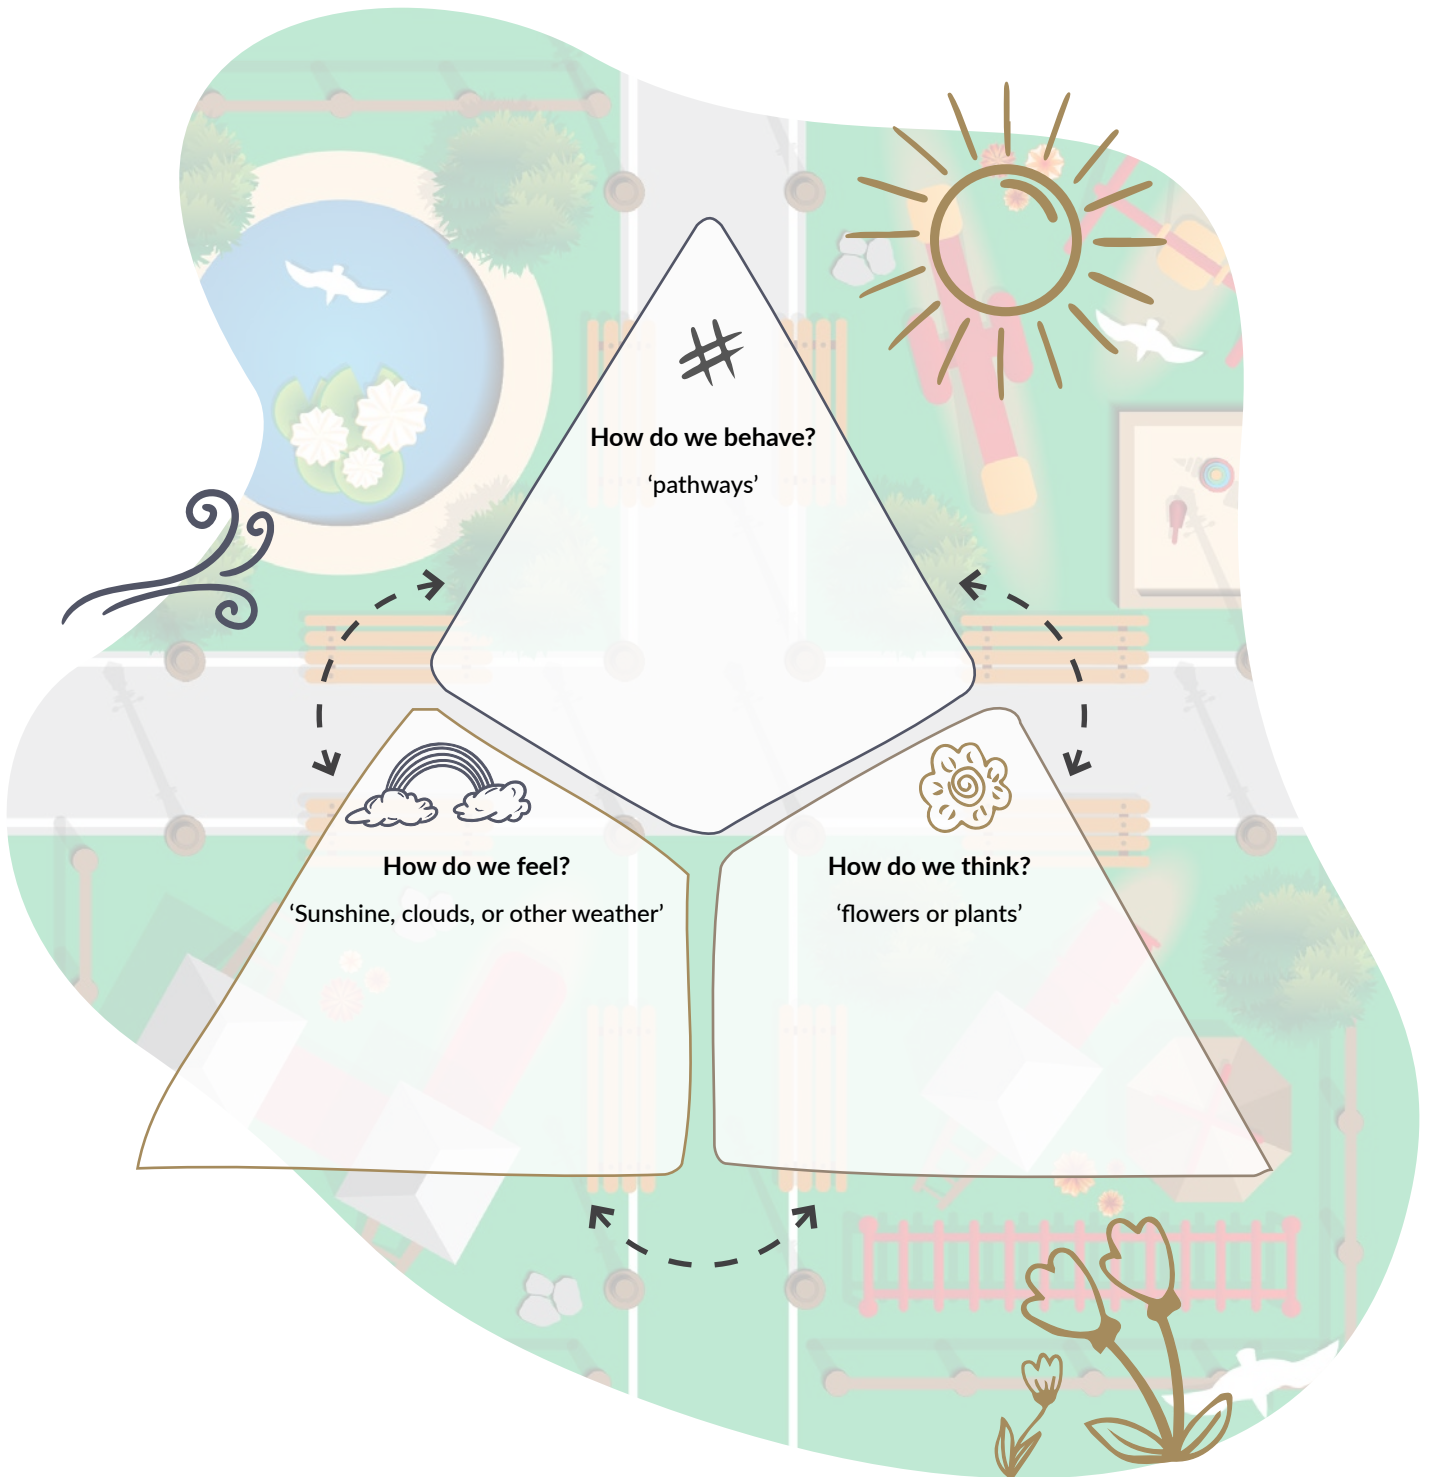 How do we behave?
‘pathways’
How do we feel?
‘Sunshine, clouds, or other weather’
How do we think?
‘flowers or plants’